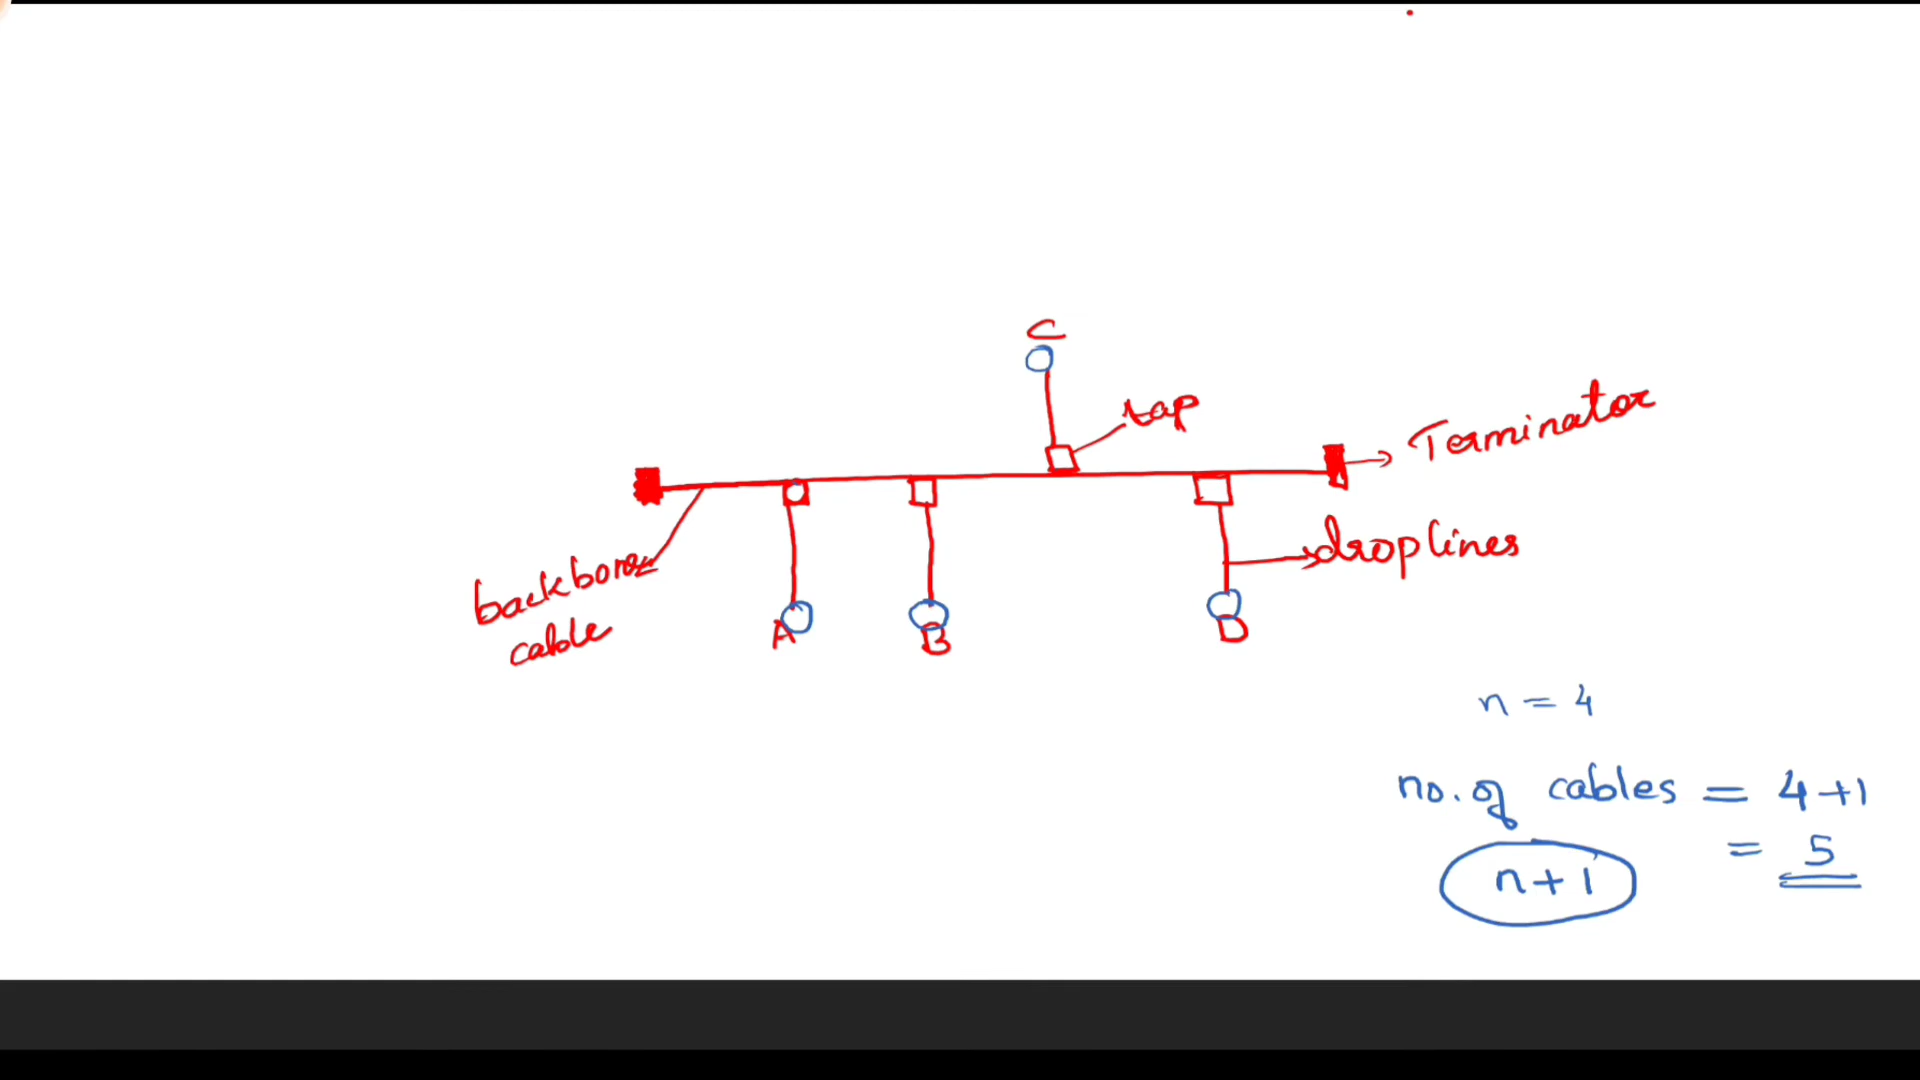 C
tap
Terminator
backbone
cable
droplines
A
B
D
n = 4
no. of cables = 4+1
= 5
n+1